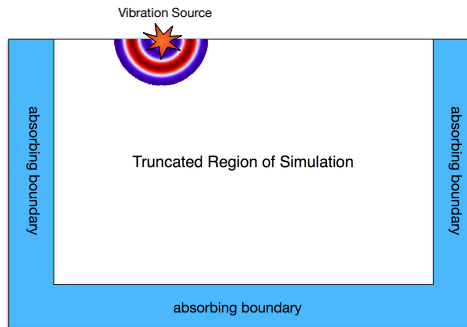 Vibration Source
absorbing boundary
Truncated Region of Simulation
absorbing boundary
absorbing boundary